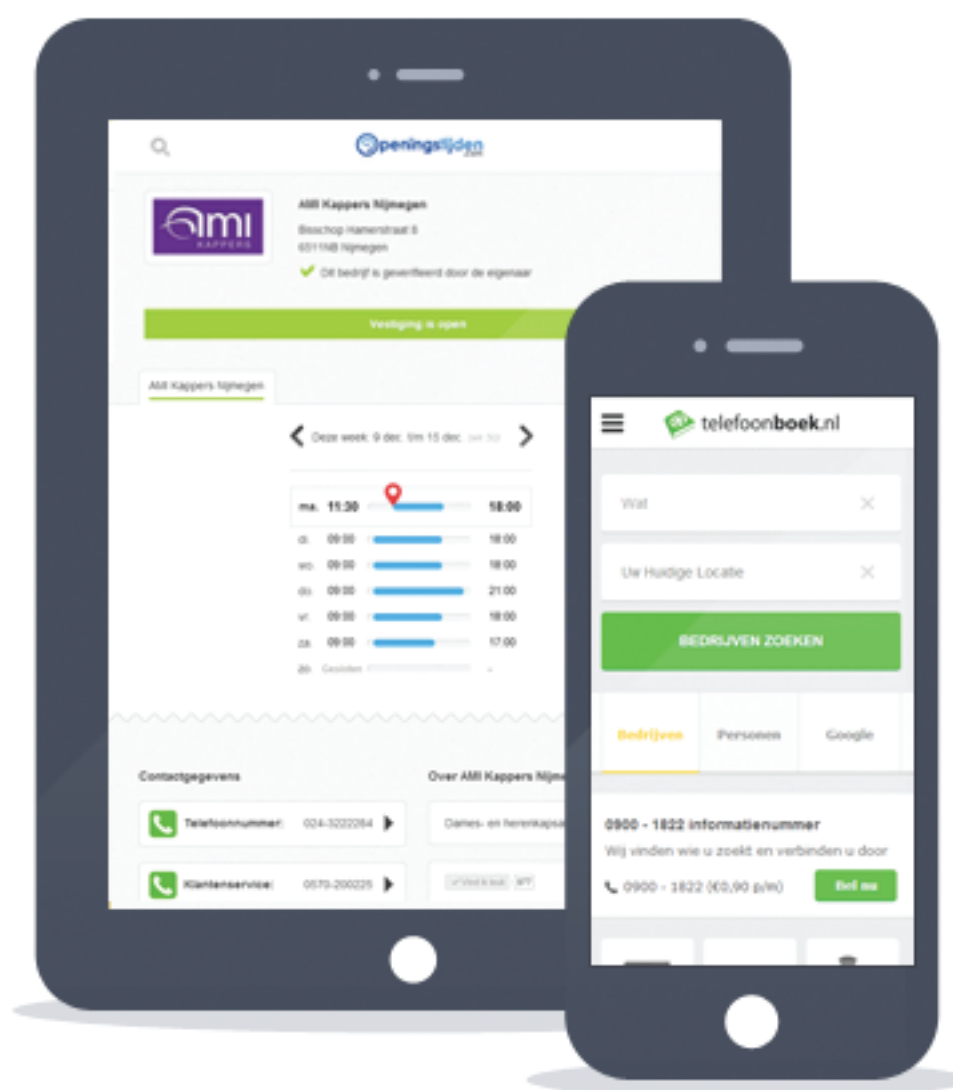 Openingstijden
.com
AMI KAPPERS
AMI Kappers Nijmegen
Bisschop Hamerstraat 8
6511NB Nijmegen
Dit bedrijf is geverifieerd door de eigenaar
Vestiging is open
AMI Kappers Nijmegen
Deze week: 9 dec. t/m 15 dec.
ma. 11:30 18:00
di. 09:00 18:00
wo. 09:00 18:00
do. 09:00 21:00
vr. 09:00 18:00
za. 09:00 17:00
zo. Gesloten -
Contactgegevens
Telefoonnummer: 024-3222264
Klantenservice: 0570-200225
Over AMI Kappers Nijme
Dames- en herenkapsa
telefoonboek.nl
Wat
Uw Huidige Locatie
BEDRIJVEN ZOEKEN
Bedrijven Personen Google
0900 - 1822 informatienummer
Wij vinden wie u zoekt en verbinden u door
0900 - 1822 (€0,90 p/m) Bel nu